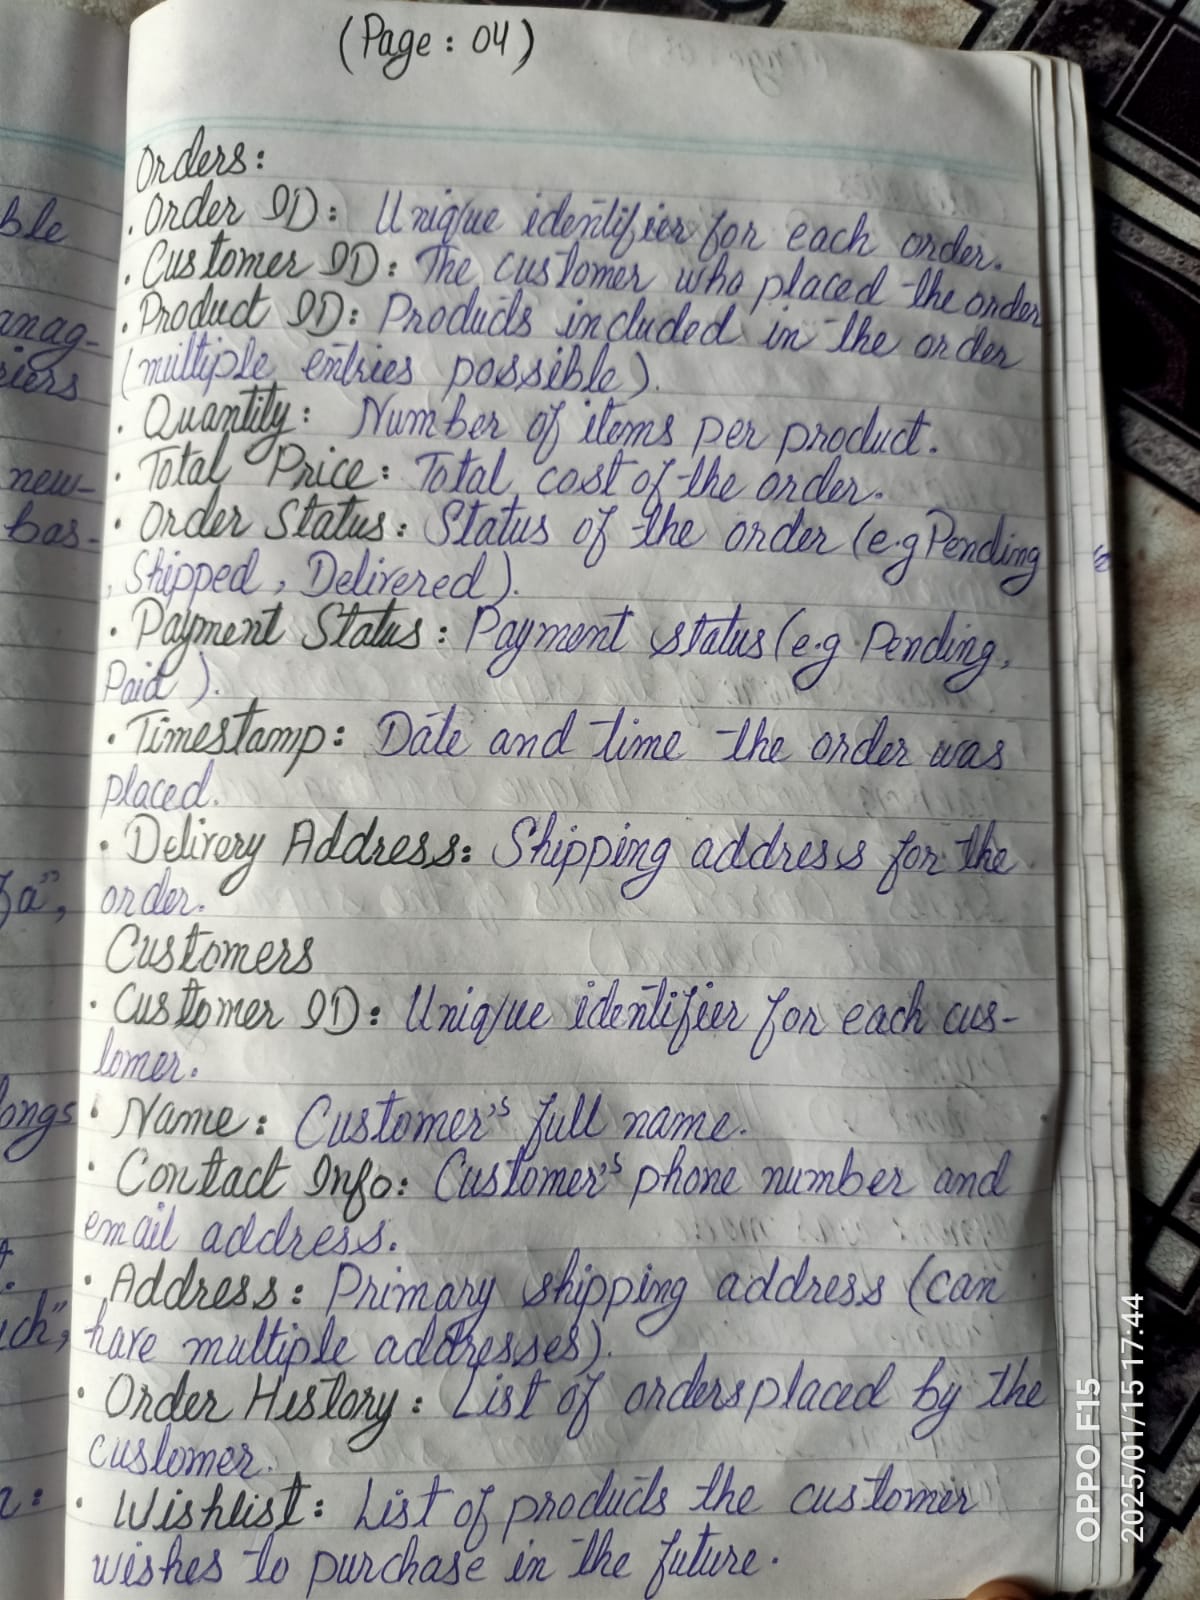 (Page : 04)
Orders:
. Order ID: Unique identifier for each order.
. Customer ID: The customer who placed the order
. Product ID: Products included in the order
(multiple entries possible).
. Quantity: Number of items per product.
. Total Price: Total cost of the order.
. Order Status: Status of the order (e.g Pending
, Shipped, Delivered).
. Payment Status: Payment status (e.g Pending,
Paid).
. Timestamp: Date and time the order was
placed.
. Delivery Address: Shipping address for the
order.
Customers
. Customer ID: Unique identifier for each cus-
tomer.
. Name: Customer's full name.
. Contact Info: Customer's phone number and
email address.
. Address: Primary shipping address (can
have multiple addresses).
. Order History: List of orders placed by the
customer.
. Wishlist: List of products the customer
wishes to purchase in the future.
ble
anag-
riers
new-
bas-
a",
longs
ich",
OPPO F15
2025/01/15 17:44